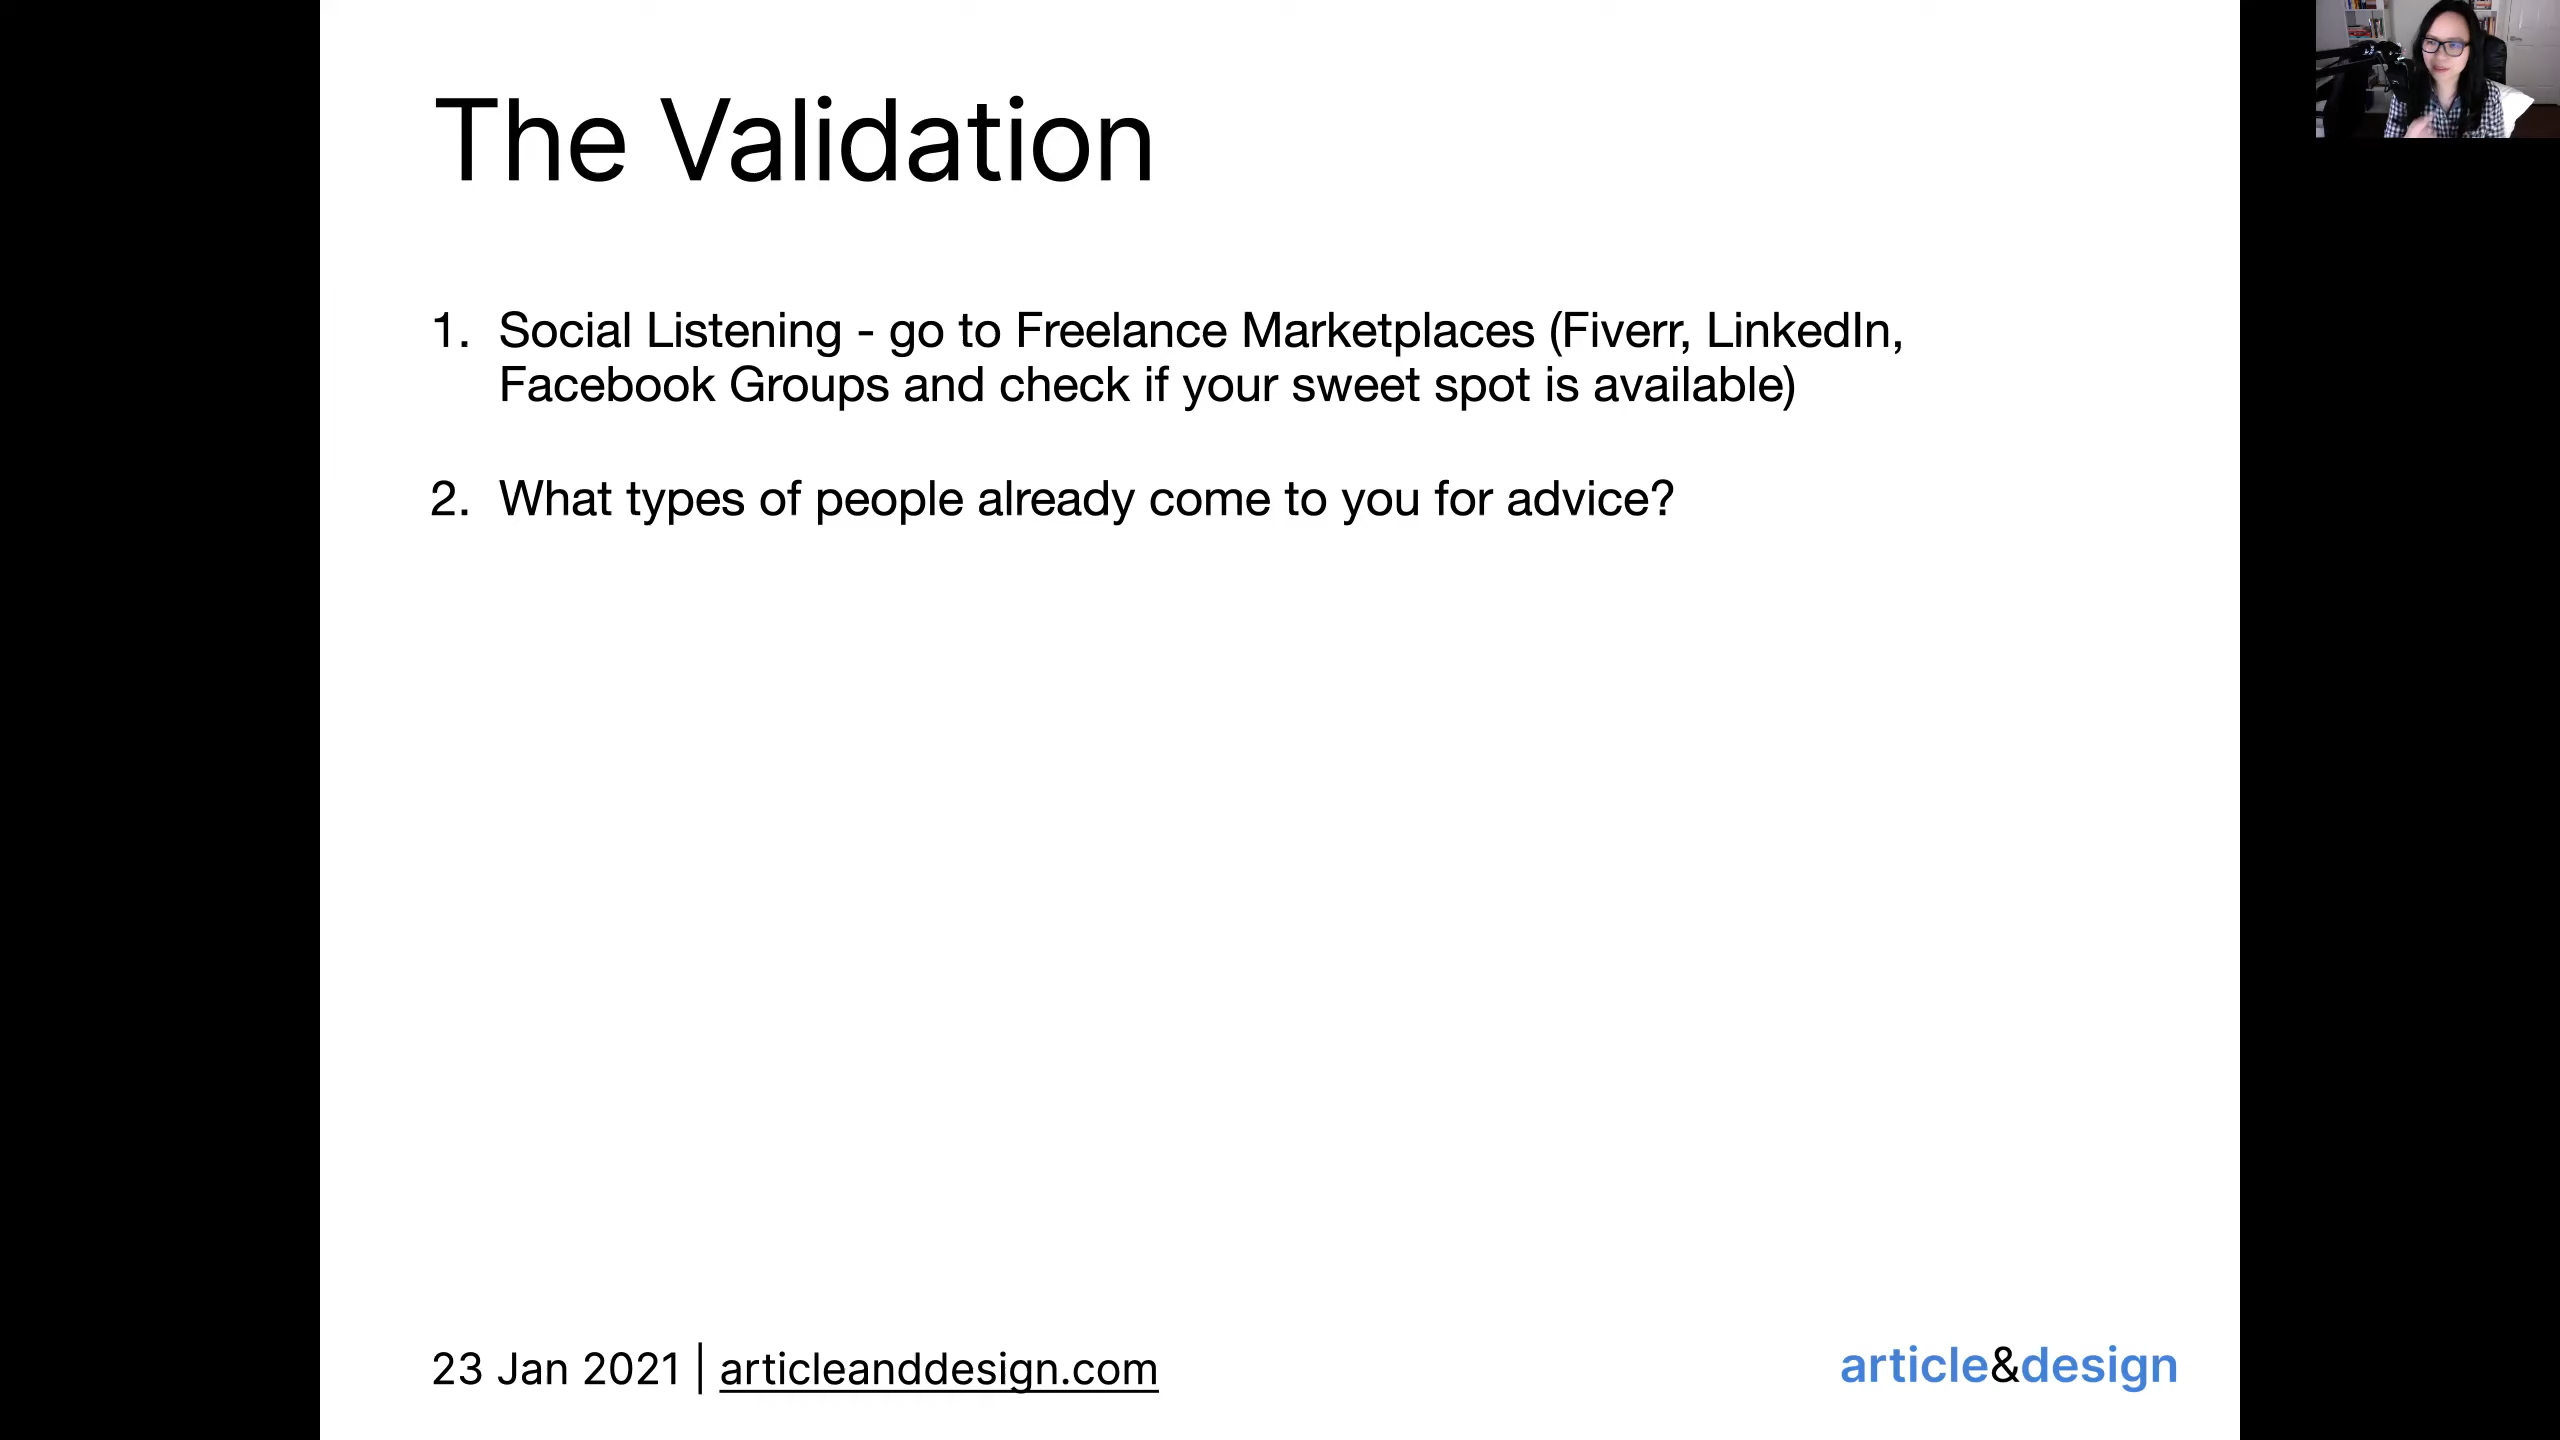 The Validation
1. Social Listening - go to Freelance Marketplaces (Fiverr, LinkedIn,
Facebook Groups and check if your sweet spot is available)
2. What types of people already come to you for advice?
23 Jan 2021 | articleanddesign.com
article&design